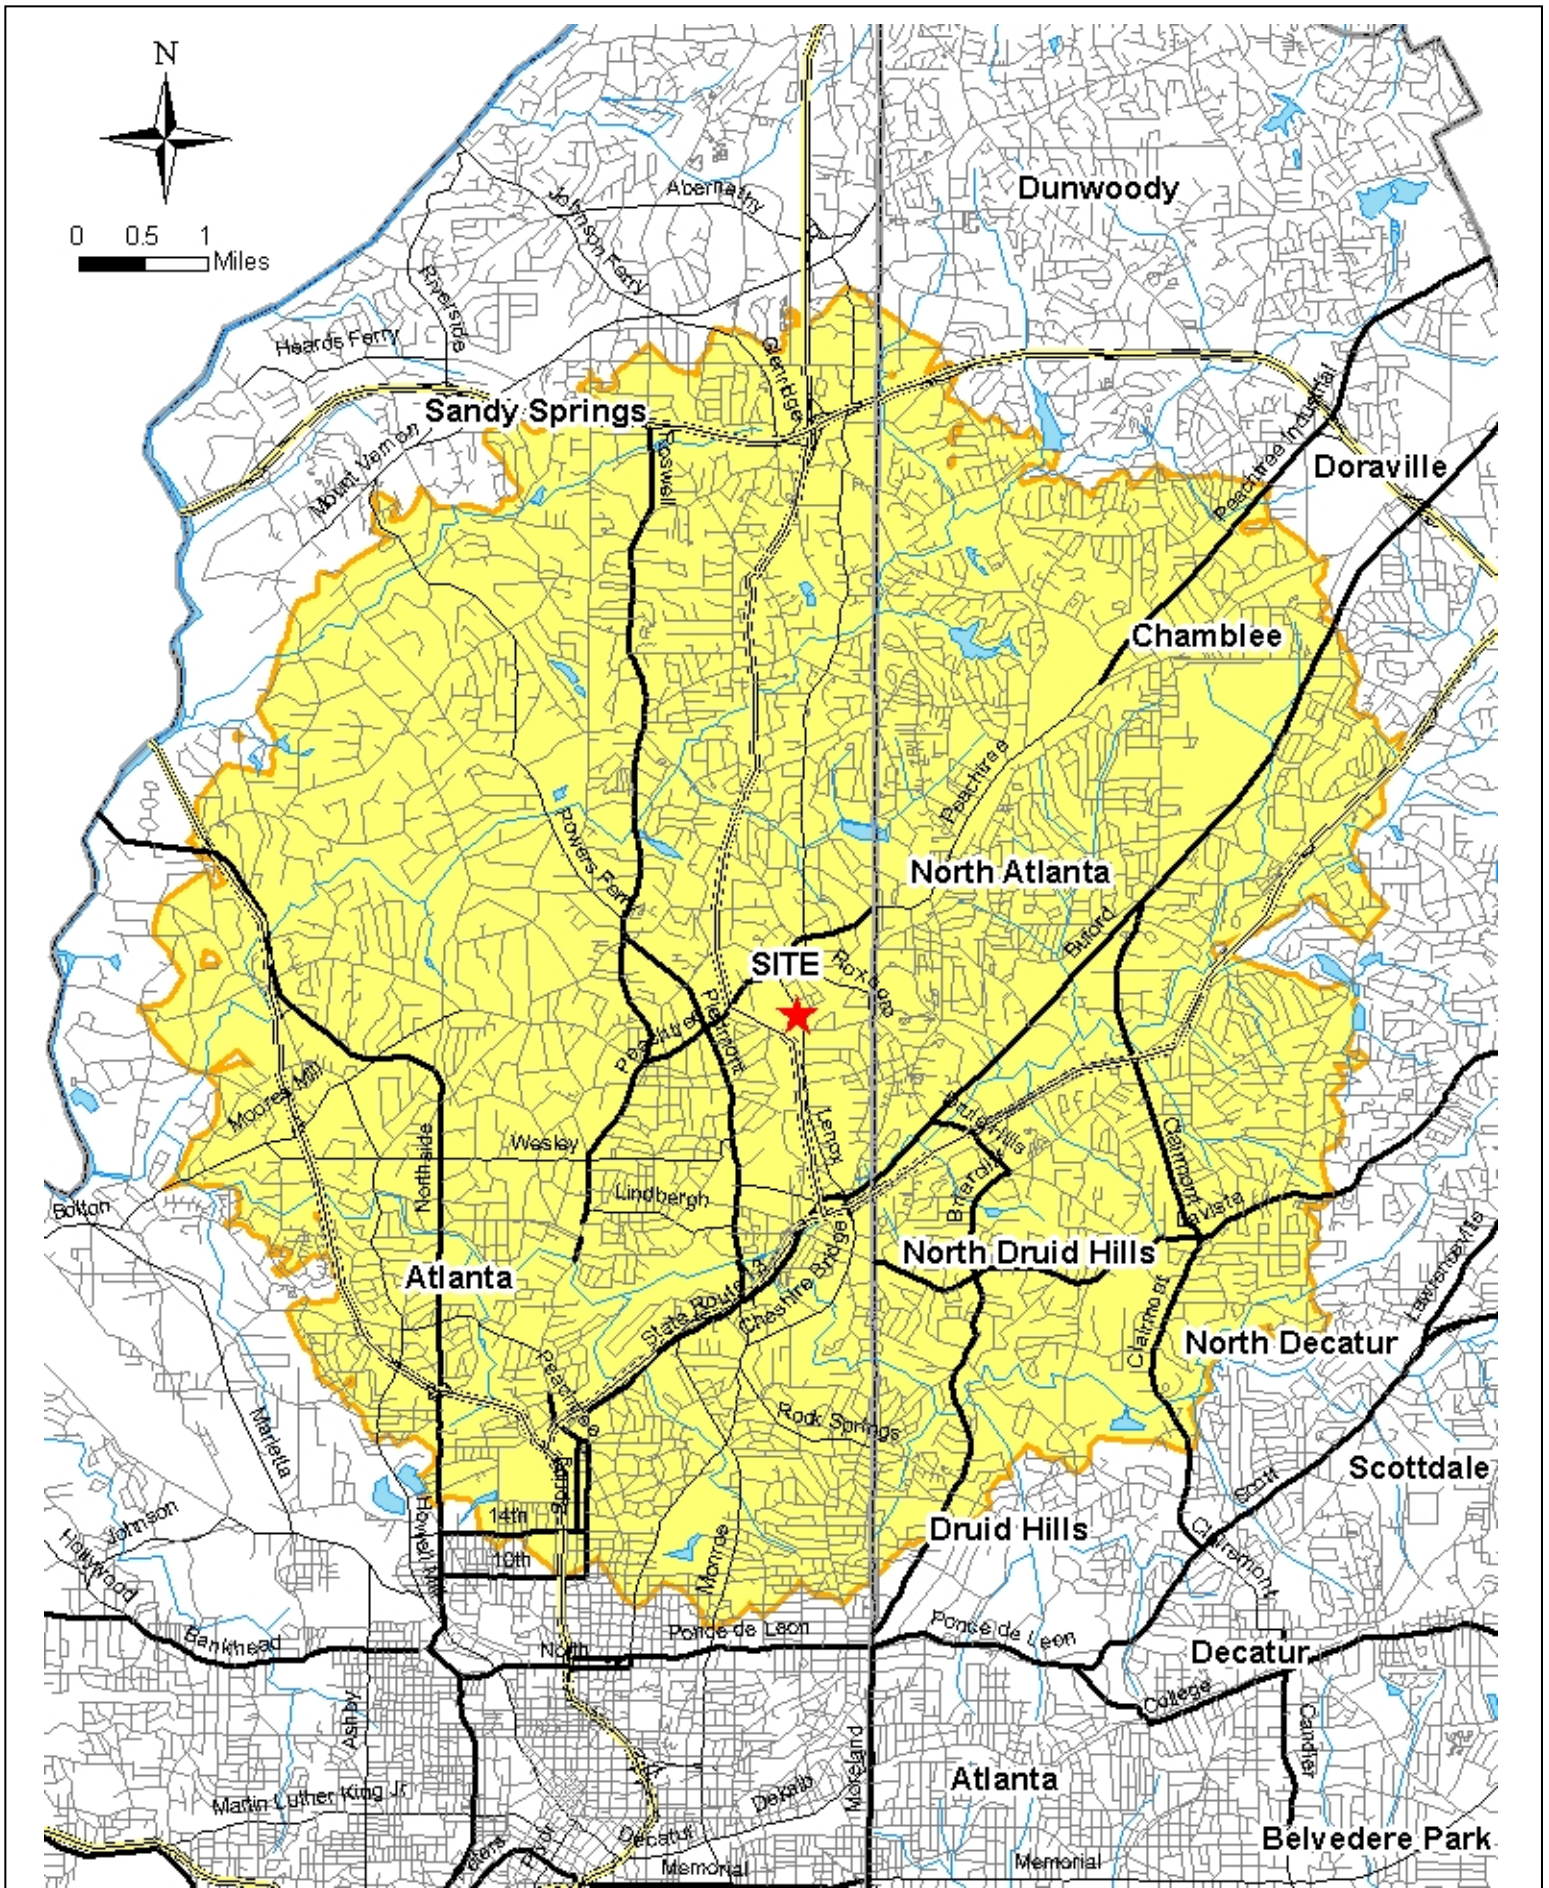 N
Dunwoody
Abernathy
Johnson Ferry
0 0.5 1
Miles
Riverside
Heards Ferry
Glenridge
Peachtree Industrial
Sandy Springs
Mount Vernon
Roswell
Doraville
Chamblee
Peachtree
Powers Ferry
North Atlanta
Buford
SITE
Roxboro
Piedmont
Peachtree
Moores Mill
Lenox
Northside
Wesley
Briarcliff
Clairmont
Lindbergh
Bolton
Lavista
Lawrenceville
North Druid Hills
Atlanta
State Route 13
Cheshire Bridge
Clairmont
North Decatur
Peachtree
Rock Springs
Marietta
Scottdale
Scott
Howell Mill
14th
Johnson
Druid Hills
Hollywood
10th
Monroe
Clairemont
Bankhead
North
Ponce de Leon
Ponce de Leon
Decatur
College
Ashby
Candler
Moreland
Atlanta
Martin Luther King Jr
Dekalb
Decatur
Pryor
Belvedere Park
Memorial
Memorial